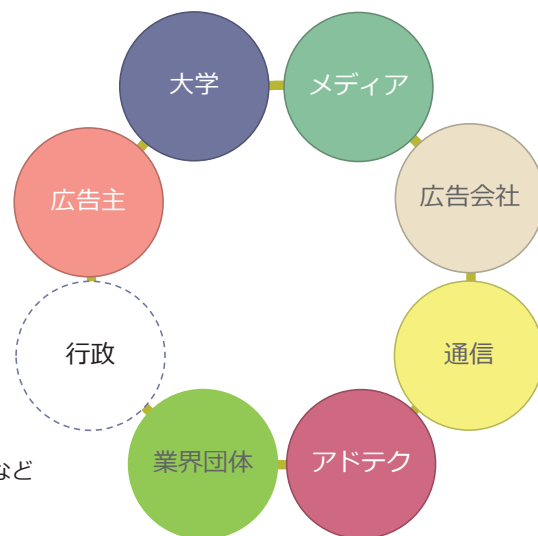 大学
メディア
広告主
広告会社
行政
通信
業界団体
アドテク
など